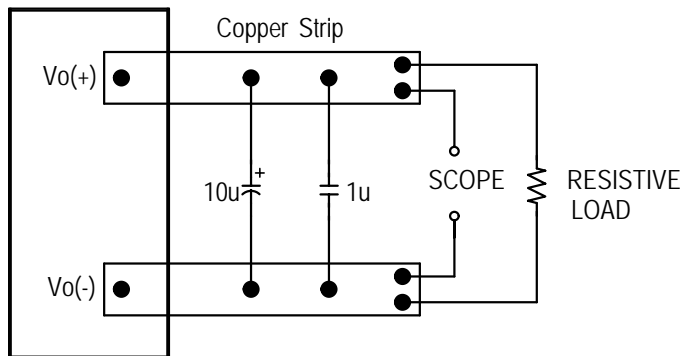 Copper Strip
Vo(+)
+
10u
1u
SCOPE
RESISTIVE
LOAD
Vo(-)